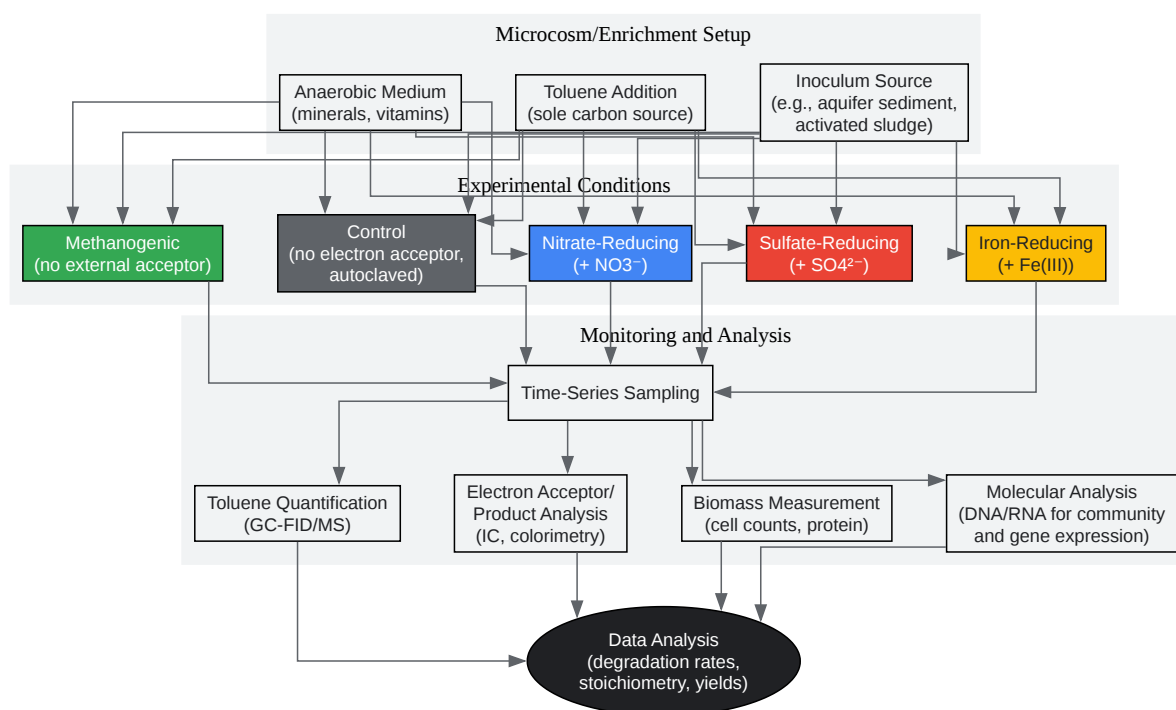 Microcosm/Enrichment Setup
Anaerobic Medium
(minerals, vitamins)
Toluene Addition
(sole carbon source)
Inoculum Source
(e.g., aquifer sediment,
activated sludge)
Experimental Conditions
Methanogenic
(no external acceptor)
Control
(no electron acceptor,
autoclaved)
Nitrate-Reducing
(+ NO3⁻)
Sulfate-Reducing
(+ SO4²⁻)
Iron-Reducing
(+ Fe(III))
Monitoring and Analysis
Time-Series Sampling
Toluene Quantification
(GC-FID/MS)
Electron Acceptor/
Product Analysis
(IC, colorimetry)
Biomass Measurement
(cell counts, protein)
Molecular Analysis
(DNA/RNA for community
and gene expression)
Data Analysis
(degradation rates,
stoichiometry, yields)